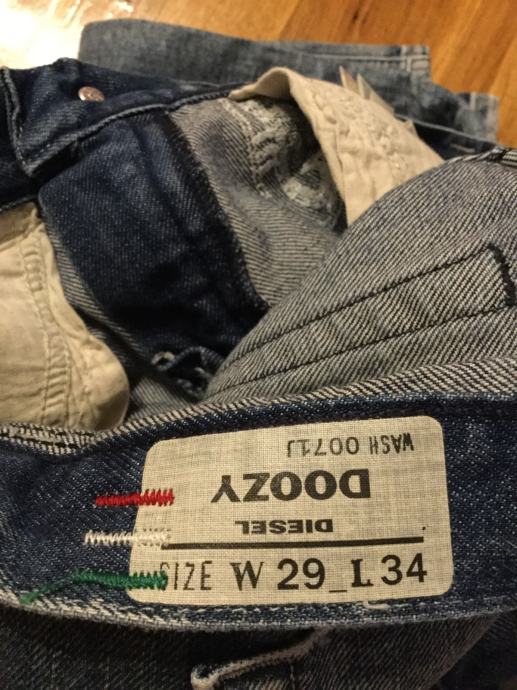 WASH 0071J
DOOZY
DIESEL
SIZE W 29_L 34